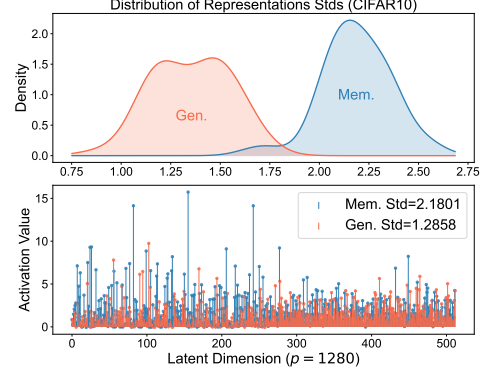 Distribution of Representations Stds (CIFAR10)
Density
2.0
1.5
1.0
0.5
0.0
Gen.
Mem.
0.75 1.00 1.25 1.50 1.75 2.00 2.25 2.50 2.75
Activation Value
15
10
5
0
Mem. Std=2.1801
Gen. Std=1.2858
0 100 200 300 400 500
Latent Dimension (p = 1280)